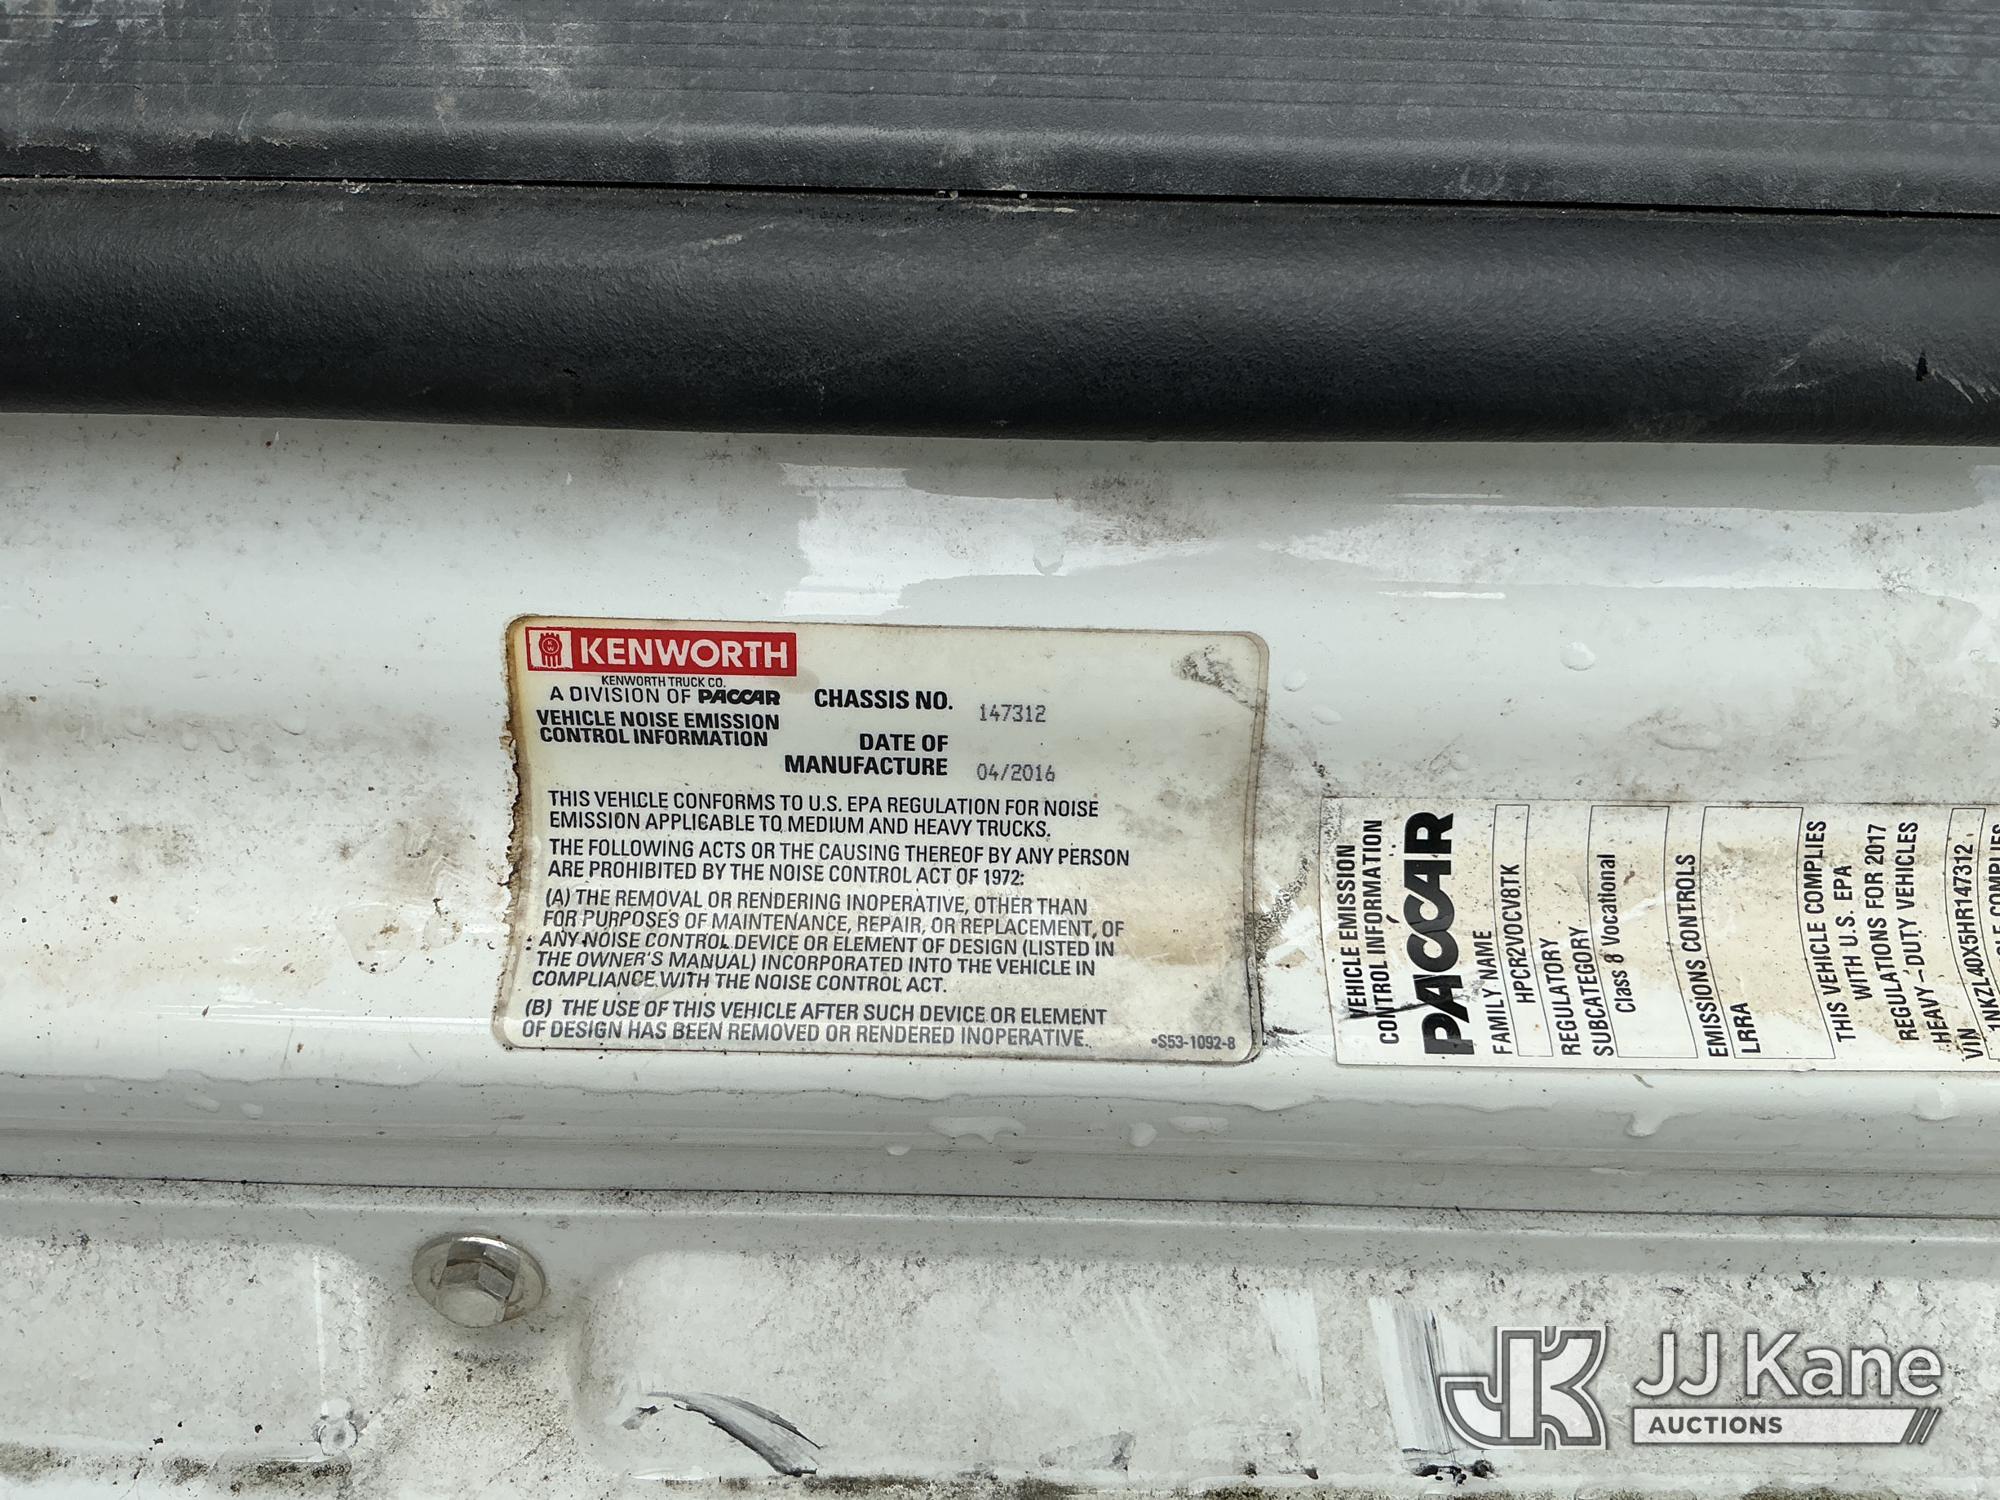 KENWORTH
KENWORTH TRUCK CO.
A DIVISION OF PACCAR
VEHICLE NOISE EMISSION
CONTROL INFORMATION
CHASSIS NO. 147312
DATE OF
MANUFACTURE 04/2016
THIS VEHICLE CONFORMS TO U.S. EPA REGULATION FOR NOISE
EMISSION APPLICABLE TO MEDIUM AND HEAVY TRUCKS.
THE FOLLOWING ACTS OR THE CAUSING THEREOF BY ANY PERSON
ARE PROHIBITED BY THE NOISE CONTROL ACT OF 1972:
(A) THE REMOVAL OR RENDERING INOPERATIVE, OTHER THAN
FOR PURPOSES OF MAINTENANCE, REPAIR, OR REPLACEMENT, OF
ANY NOISE CONTROL DEVICE OR ELEMENT OF DESIGN (LISTED IN
THE OWNER'S MANUAL) INCORPORATED INTO THE VEHICLE IN
COMPLIANCE WITH THE NOISE CONTROL ACT.
(B) THE USE OF THIS VEHICLE AFTER SUCH DEVICE OR ELEMENT
OF DESIGN HAS BEEN REMOVED OR RENDERED INOPERATIVE.
•S53-1092-8
VEHICLE EMISSION
CONTROL INFORMATION
PACCAR
FAMILY NAME
HPCR2VOCV8TK
REGULATORY
SUBCATEGORY
Class 8 Vocational
EMISSIONS CONTROLS
LRRA
THIS VEHICLE COMPLIES
WITH U.S. EPA
REGULATIONS FOR 2017
HEAVY-DUTY VEHICLES
VIN
1NKZL40X5HR147312
JK JJ Kane
AUCTIONS